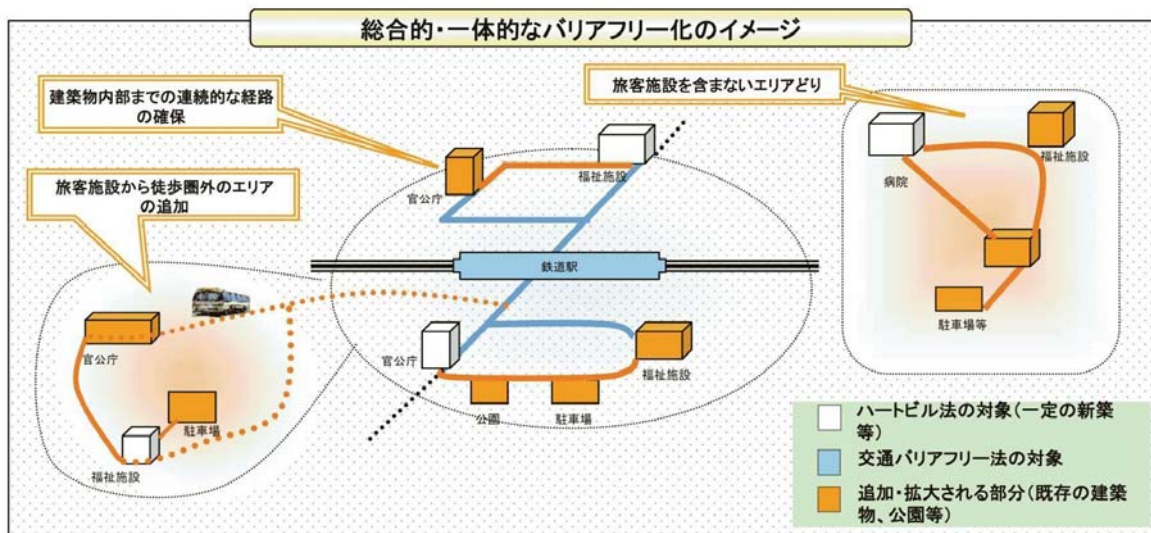 総合的・一体的なバリアフリー化のイメージ
建築物内部までの連続的な経路
の確保
旅客施設を含まないエリアどり
旅客施設から徒歩圏外のエリア
の追加
官公庁
福祉施設
病院
福祉施設
鉄道駅
官公庁
駐車場等
官公庁
福祉施設
公園
駐車場
駐車場
福祉施設
ハートビル法の対象(一定の新築
等)
交通バリアフリー法の対象
追加・拡大される部分(既存の建築
物、公園等)